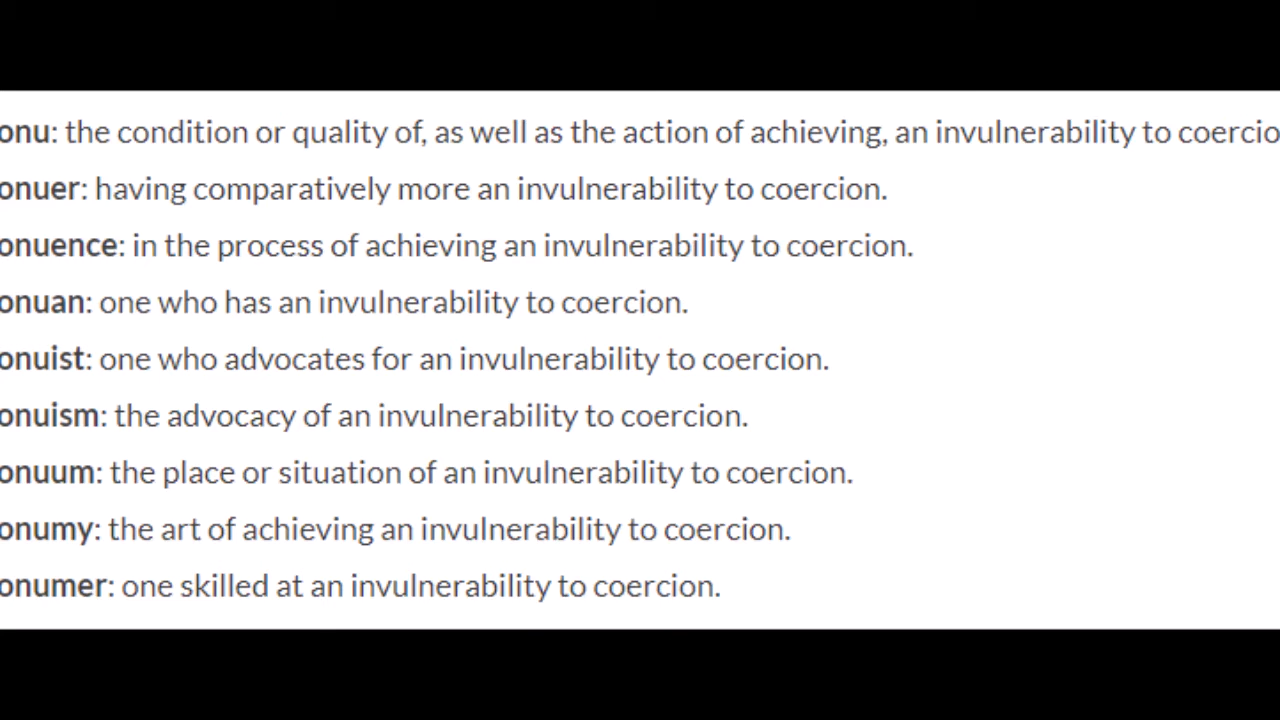 onu: the condition or quality of, as well as the action of achieving, an invulnerability to coercio
onuer: having comparatively more an invulnerability to coercion.
onuence: in the process of achieving an invulnerability to coercion.
onuan: one who has an invulnerability to coercion.
onuist: one who advocates for an invulnerability to coercion.
onuism: the advocacy of an invulnerability to coercion.
onuum: the place or situation of an invulnerability to coercion.
onumy: the art of achieving an invulnerability to coercion.
onumer: one skilled at an invulnerability to coercion.